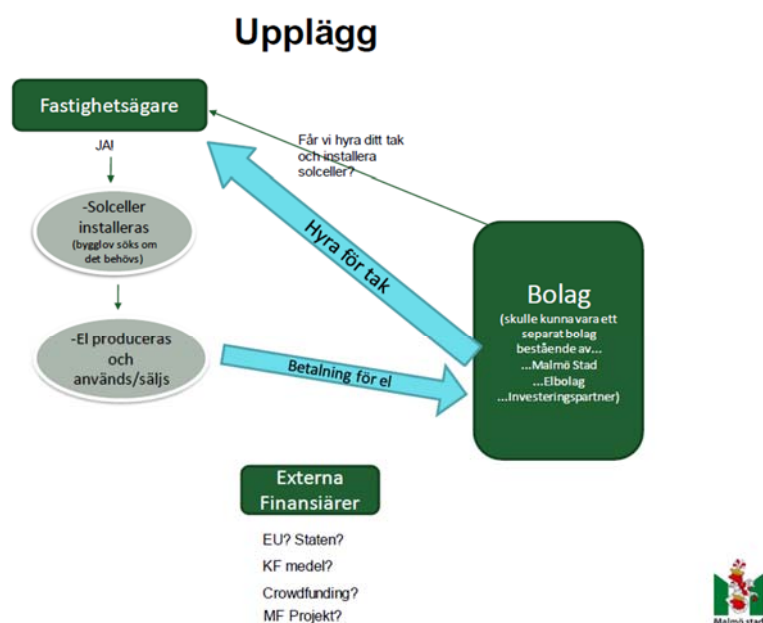 Upplägg
Fastighetsägare
JA!
Får vi hyra ditt tak
och installera
solceller?
-Solceller
installeras
(bygglov söks om
det behövs)
Hyra för tak
-El produceras
och
används/säljs
Betalning för el
Bolag
(skulle kunna vara ett
separat bolag
bestående av...
...Malmö Stad
...Elbolag
...Investeringspartner)
Externa
Finansiärer
EU? Staten?
KF medel?
Crowdfunding?
MF Projekt?
Malmö stad